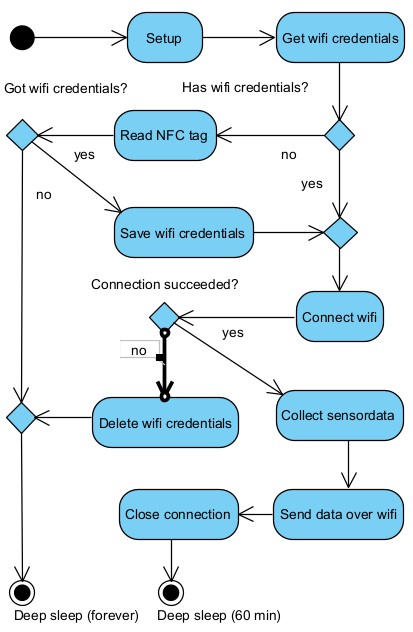 Setup
Get wifi credentials
Got wifi credentials?
Has wifi credentials?
Read NFC tag
yes
no
no
yes
Save wifi credentials
Connection succeeded?
Connect wifi
yes
no
Collect sensordata
Delete wifi credentials
Close connection
Send data over wifi
Deep sleep (forever)
Deep sleep (60 min)